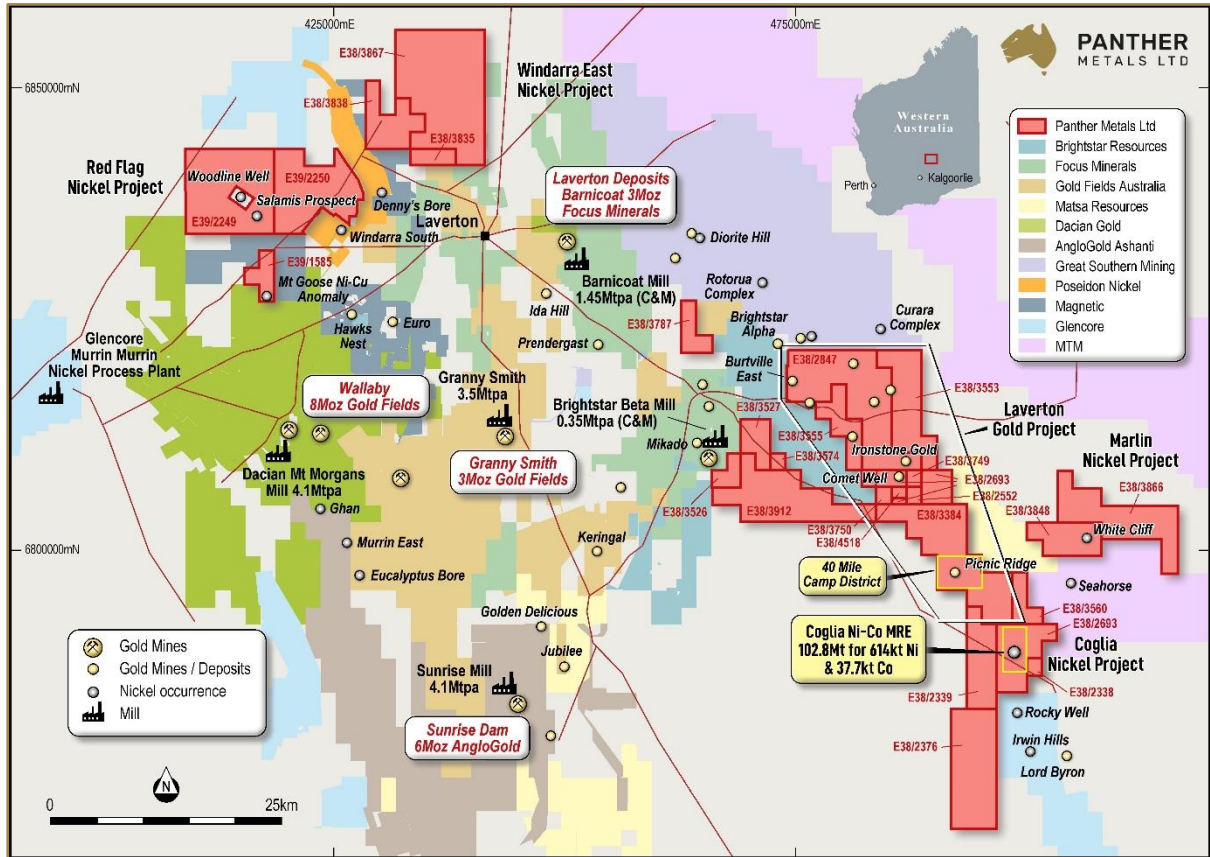 425000mE
475000mE
6850000mN
6800000mN
PANTHER
METALS LTD
Western
Australia
Perth
Kalgoorlie
Panther Metals Ltd
Brightstar Resources
Focus Minerals
Gold Fields Australia
Matsa Resources
Dacian Gold
AngloGold Ashanti
Great Southern Mining
Poseidon Nickel
Magnetic
Glencore
MTM
E38/3867
Windarra East
Nickel Project
E38/3838
E38/3835
Red Flag
Nickel Project
Woodline Well
E39/2250
Salamis Prospect
E39/2249
Denny's Bore
Laverton
Windarra South
E39/1585
Mt Goose Ni-Cu
Anomaly
Laverton Deposits
Barnicoat 3Moz
Focus Minerals
Diorite Hill
Barnicoat Mill
1.45Mtpa (C&M)
Rotorua
Complex
Ida Hill
Hawks
Nest
Euro
Prendergast
E38/3787
Brightstar
Alpha
Curara
Complex
Glencore
Murrin Murrin
Nickel Process Plant
Burtville
East
E38/2847
E38/3553
Wallaby
8Moz Gold Fields
Granny Smith
3.5Mtpa
Brightstar Beta Mill
0.35Mtpa (C&M)
E38/3527
Laverton
Gold Project
E38/3555
Mikado
E38/3574
Ironstone Gold
Marlin
Nickel Project
Dacian Mt Morgans
Mill 4.1Mtpa
Granny Smith
3Moz Gold Fields
Comet Well
E38/3749
E38/2693
E38/2552
E38/3866
E38/3526
E38/3912
E38/3750
E38/4518
E38/3384
E38/3848
White Cliff
Ghan
Murrin East
Keringal
Eucalyptus Bore
40 Mile
Camp District
Picnic Ridge
Seahorse
Golden Delicious
E38/3560
E38/2693
Coglia Ni-Co MRE
102.8Mt for 614kt Ni
& 37.7kt Co
Coglia
Nickel Project
Jubilee
Sunrise Mill
4.1Mtpa
E38/2339
E38/2338
Sunrise Dam
6Moz AngloGold
Rocky Well
E38/2376
Irwin Hills
Lord Byron
Gold Mines
Gold Mines / Deposits
Nickel occurrence
Mill
N
0
25km